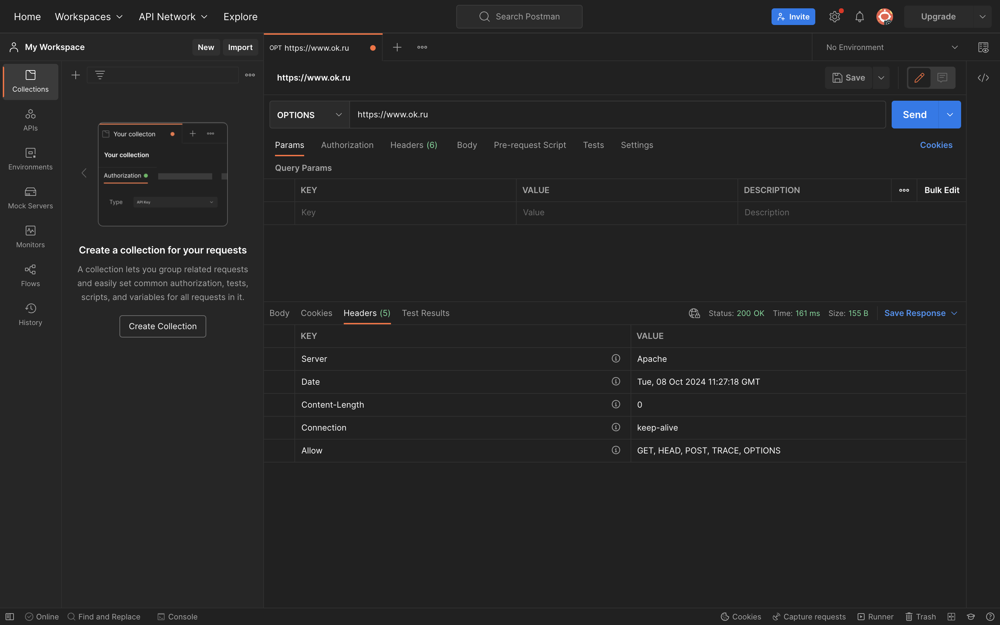 Home Workspaces API Network Explore Search Postman Invite Upgrade
My Workspace New Import OPT https://www.ok.ru No Environment
Collections
APIs
Environments
Mock Servers
Monitors
Flows
History
Your collecton
Your collection
Authorization
Type API Key
Create a collection for your requests
A collection lets you group related requests
and easily set common authorization, tests,
scripts, and variables for all requests in it.
Create Collection
https://www.ok.ru Save
OPTIONS https://www.ok.ru Send
Params Authorization Headers (6) Body Pre-request Script Tests Settings Cookies
Query Params
KEY VALUE DESCRIPTION Bulk Edit
Key Value Description
Body Cookies Headers (5) Test Results Status: 200 OK Time: 161 ms Size: 155 B Save Response
KEY VALUE
Server Apache
Date Tue, 08 Oct 2024 11:27:18 GMT
Content-Length 0
Connection keep-alive
Allow GET, HEAD, POST, TRACE, OPTIONS
Online Find and Replace Console Cookies Capture requests Runner Trash